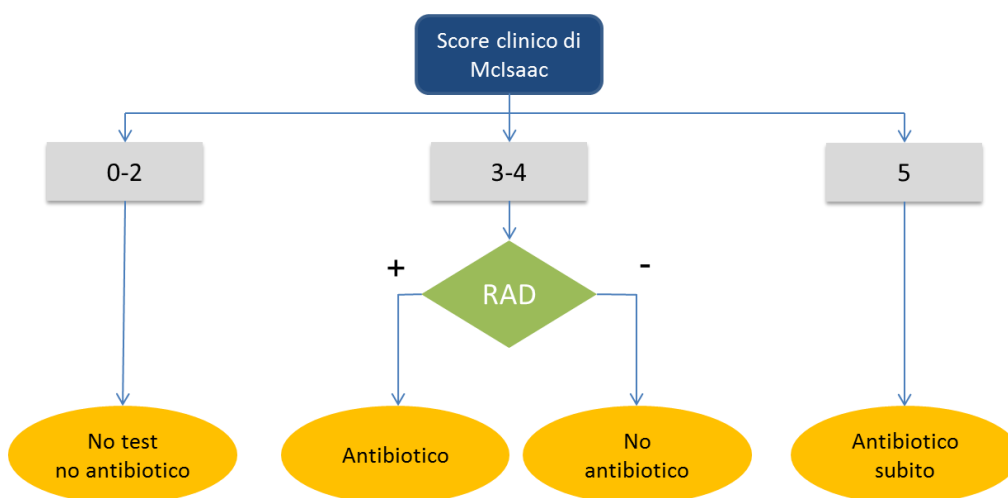 Score clinico di
McIsaac
0-2
3-4
5
+
-
RAD
No test
no antibiotico
Antibiotico
No
antibiotico
Antibiotico
subito